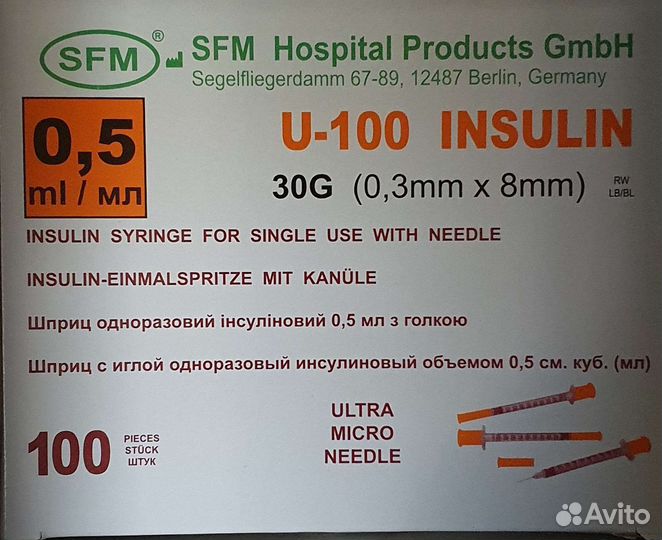 SFM® SFM Hospital Products GmbH
Segelfliegerdamm 67-89, 12487 Berlin, Germany
0,5
ml / мл
U-100 INSULIN
30G (0,3mm x 8mm)
RW
LB/BL
INSULIN SYRINGE FOR SINGLE USE WITH NEEDLE
INSULIN-EINMALSPRITZE MIT KANÜLE
Шприц одноразовий інсуліновий 0,5 мл з голкою
Шприц с иглой одноразовый инсулиновый объемом 0,5 см. куб. (мл)
100
PIECES
STÜCK
ШТУК
ULTRA
MICRO
NEEDLE
Avito